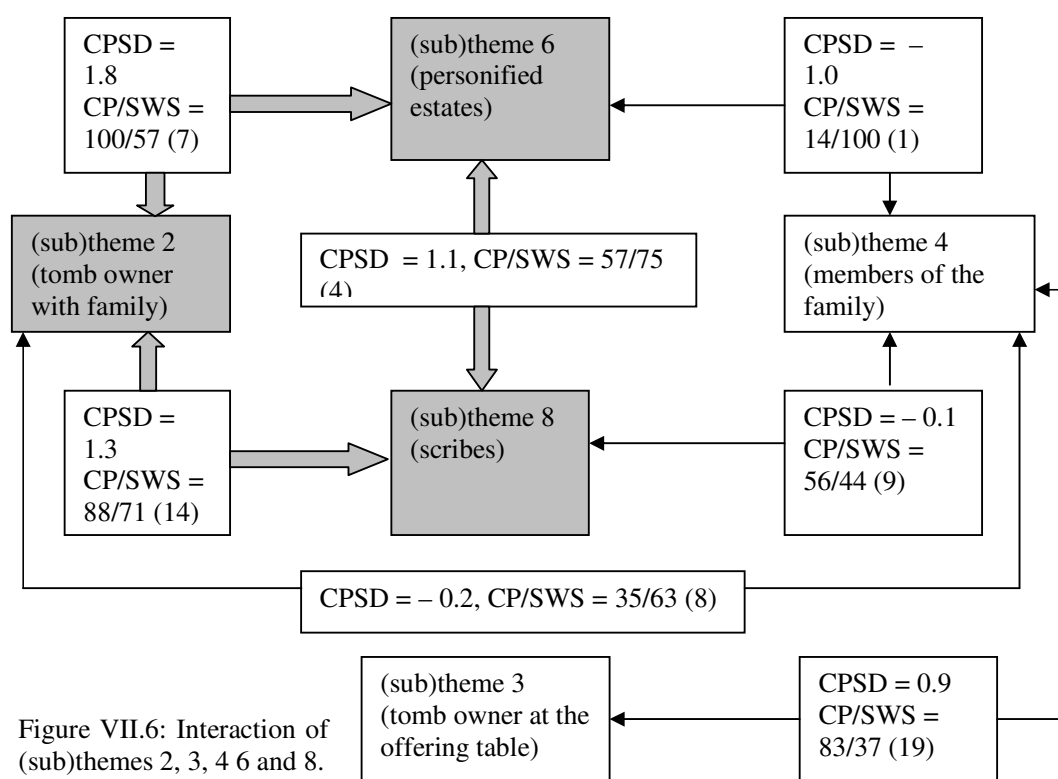 CPSD =
1.8
CP/SWS =
100/57 (7)
(sub)theme 6
(personified
estates)
CPSD = –
1.0
CP/SWS =
14/100 (1)
(sub)theme 2
(tomb owner
with family)
CPSD = 1.1, CP/SWS = 57/75
(4)
(sub)theme 4
(members of the
family)
CPSD =
1.3
CP/SWS =
88/71 (14)
(sub)theme 8
(scribes)
CPSD = – 0.1
CP/SWS =
56/44 (9)
CPSD = – 0.2, CP/SWS = 35/63 (8)
(sub)theme 3
(tomb owner at the
offering table)
CPSD = 0.9
CP/SWS =
83/37 (19)
Figure VII.6: Interaction of
(sub)themes 2, 3, 4 6 and 8.